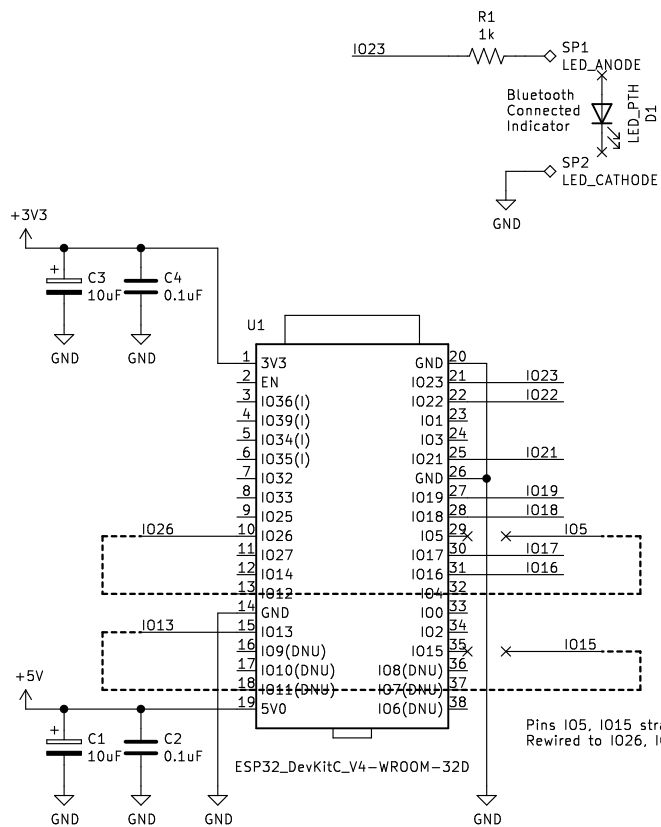 R1
1k
IO23
SP1
LED_ANODE
Bluetooth
Connected
Indicator
LED_PTH
D1
SP2
LED_CATHODE
GND
+3V3
+
C3
10uF
C4
0.1uF
GND
GND
U1
1 3V3
2 EN
3 IO36(I)
4 IO39(I)
5 IO34(I)
6 IO35(I)
7 IO32
8 IO33
9 IO25
IO26 10 IO26
11 IO27
12 IO14
13 IO12
14 GND
IO13 15 IO13
16 IO9(DNU)
17 IO10(DNU)
18 IO11(DNU)
19 5V0
GND 20
IO23 21 IO23
IO22 22 IO22
IO1 23
IO3 24
IO21 25 IO21
GND 26
IO19 27 IO19
IO18 28 IO18
IO5 29 IO5
IO17 30 IO17
IO16 31 IO16
IO4 32
IO0 33
IO2 34
IO15 35 IO15
IO8(DNU) 36
IO7(DNU) 37
IO6(DNU) 38
+5V
+
C1
10uF
C2
0.1uF
ESP32_DevKitC_V4-WROOM-32D
Pins IO5, IO15 stra
Rewired to IO26,
GND
GND
GND
GND